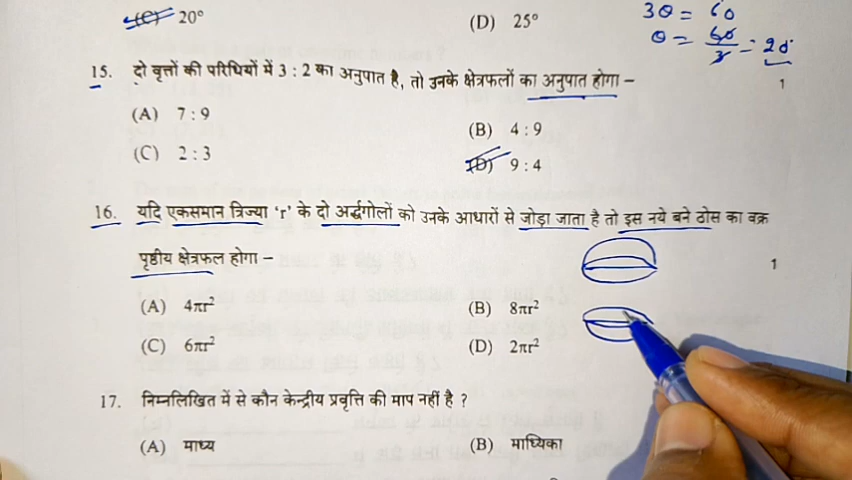 (C) 20° (D) 25°
3θ = 60
θ = 60/3 = 20
15. दो वृत्तों की परिधियों में 3 : 2 का अनुपात है, तो उनके क्षेत्रफलों का अनुपात होगा –
1
(A) 7 : 9 (B) 4 : 9
(C) 2 : 3 (D) 9 : 4
16. यदि एकसमान त्रिज्या 'r' के दो अर्द्धगोलों को उनके आधारों से जोड़ा जाता है तो इस नये बने ठोस का वक्र
पृष्ठीय क्षेत्रफल होगा –
1
(A) 4πr² (B) 8πr²
(C) 6πr² (D) 2πr²
17. निम्नलिखित में से कौन केन्द्रीय प्रवृत्ति की माप नहीं है ?
(A) माध्य (B) माध्यिका